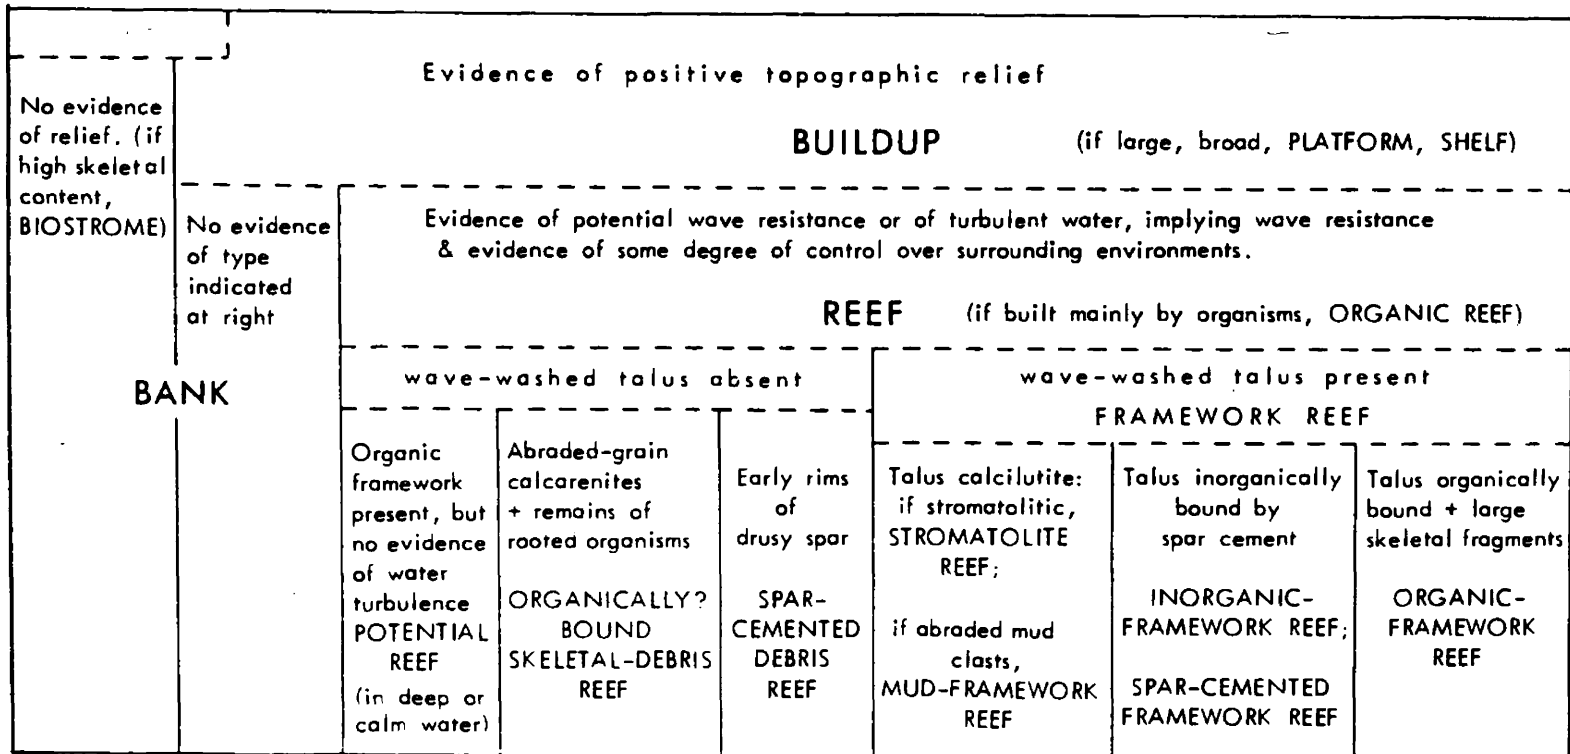 Evidence of positive topographic relief
BUILDUP (if large, broad, PLATFORM, SHELF)
No evidence
of relief. (if
high skeletal
content,
BIOSTROME)
No evidence
of type
indicated
at right
BANK
Evidence of potential wave resistance or of turbulent water, implying wave resistance
& evidence of some degree of control over surrounding environments.
REEF (if built mainly by organisms, ORGANIC REEF)
wave-washed talus absent
wave-washed talus present
FRAMEWORK REEF
Organic
framework
present, but
no evidence
of water
turbulence
POTENTIAL
REEF
(in deep or
calm water)
Abraded-grain
calcarenites
+ remains of
rooted organisms
ORGANICALLY?
BOUND
SKELETAL-DEBRIS
REEF
Early rims
of
drusy spar
SPAR-
CEMENTED
DEBRIS
REEF
Talus calcilutite:
if stromatolitic,
STROMATOLITE
REEF;
if abraded mud
clasts,
MUD-FRAMEWORK
REEF
Talus inorganically
bound by
spar cement
INORGANIC-
FRAMEWORK REEF;
SPAR-CEMENTED
FRAMEWORK REEF
Talus organically
bound + large
skeletal fragments
ORGANIC-
FRAMEWORK
REEF